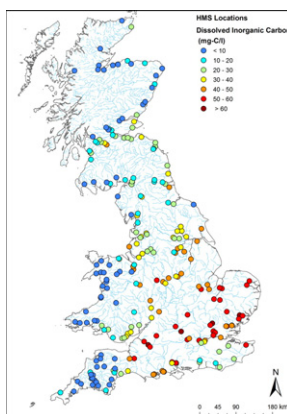 HMS Locations
Dissolved Inorganic Carbon
(mg-C/l)
< 10
10 - 20
20 - 30
30 - 40
40 - 50
50 - 60
> 60
N
0 45 90 180 km